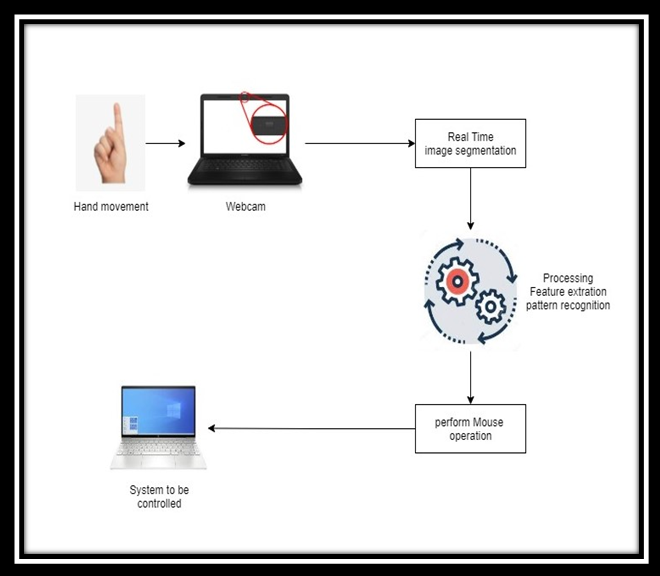 Hand movement
Webcam
Real Time
image segmentation
Processing
Feature extration
pattern recognition
perform Mouse
operation
System to be
controlled